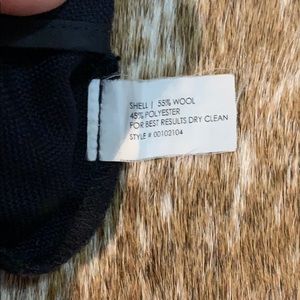 SHELL | 55% WOOL
45% POLYESTER
FOR BEST RESULTS DRY CLEAN
STYLE # 00102104